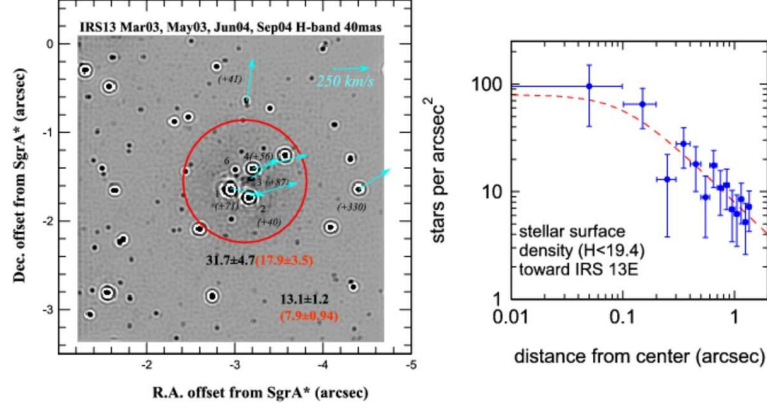 IRS13 Mar03, May03, Jun04, Sep04 H-band 40mas
0
-1
-2
-3
Dec. offset from SgrA* (arcsec)
(+41)
250 km/s
4(+56)
6
3 (+87)
(+71)
2
(+40)
(+330)
31.7±4.7(17.9±3.5)
13.1±1.2
(7.9±0.94)
-2
-3
-4
-5
R.A. offset from SgrA* (arcsec)
100
10
1
stars per arcsec²
stellar surface
density (H<19.4)
toward IRS 13E
0.01
0.1
1
distance from center (arcsec)